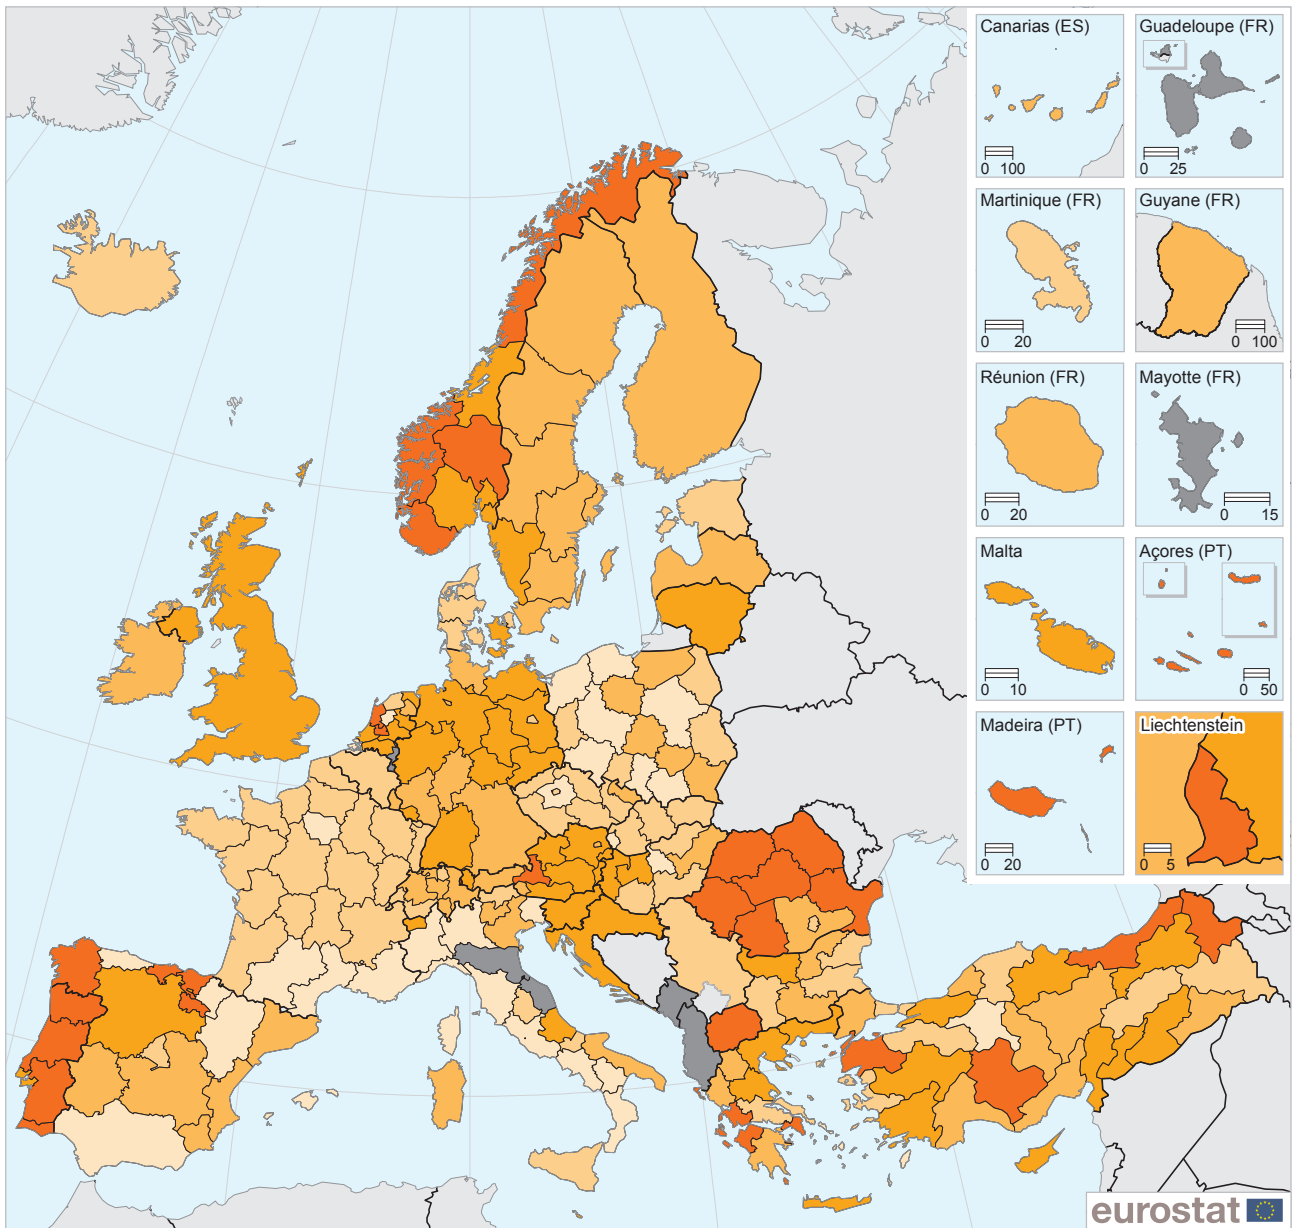 Canarias (ES)
0 100
Guadeloupe (FR)
0 25
Martinique (FR)
0 20
Guyane (FR)
0 100
Réunion (FR)
0 20
Mayotte (FR)
0 15
Malta
0 10
Açores (PT)
0 50
Madeira (PT)
0 20
Liechtenstein
0 5
eurostat